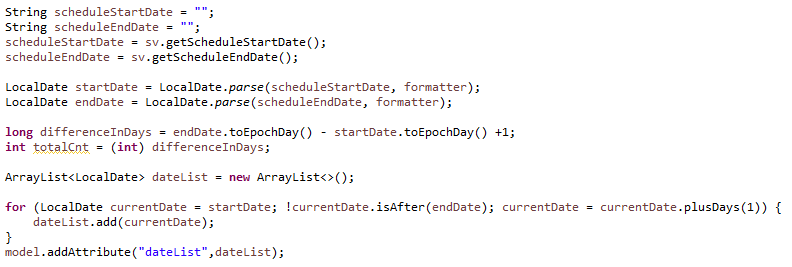 String scheduleStartDate = "";
String scheduleEndDate = "";
scheduleStartDate = sv.getScheduleStartDate();
scheduleEndDate = sv.getScheduleEndDate();

LocalDate startDate = LocalDate.parse(scheduleStartDate, formatter);
LocalDate endDate = LocalDate.parse(scheduleEndDate, formatter);

long differenceInDays = endDate.toEpochDay() - startDate.toEpochDay() +1;
int totalCnt = (int) differenceInDays;

ArrayList<LocalDate> dateList = new ArrayList<>();

for (LocalDate currentDate = startDate; !currentDate.isAfter(endDate); currentDate = currentDate.plusDays(1)) {
    dateList.add(currentDate);
}
model.addAttribute("dateList",dateList);